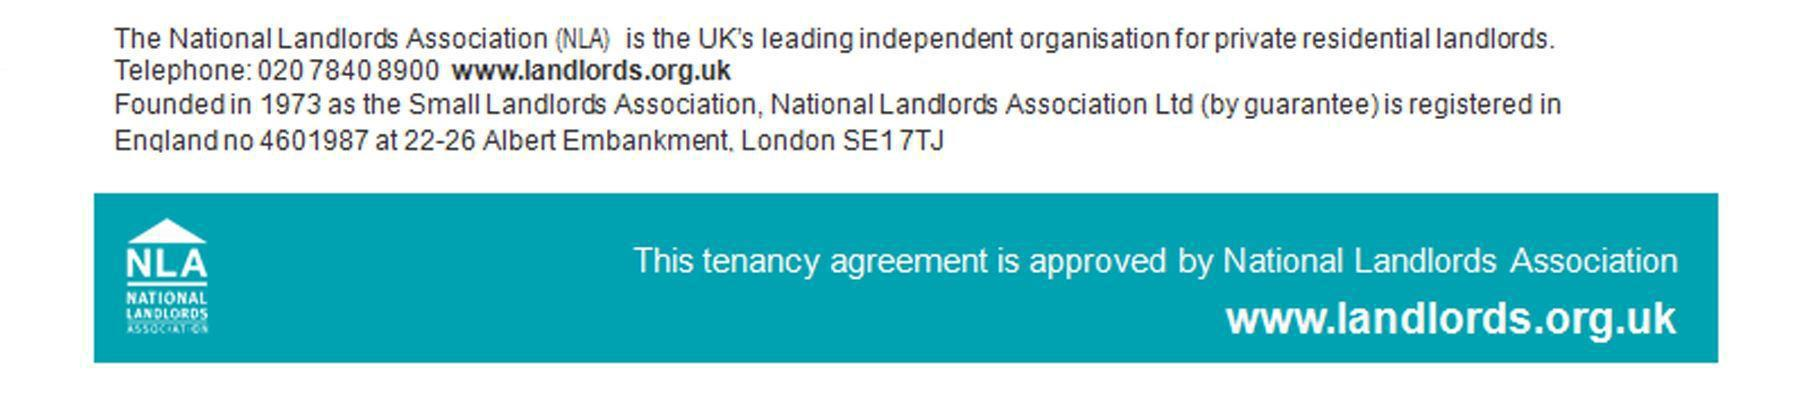 The National Landlords Association (NLA) is the UK's leading independent organisation for private residential landlords.
Telephone: 020 7840 8900 www.landlords.org.uk
Founded in 1973 as the Small Landlords Association, National Landlords Association Ltd (by guarantee) is registered in
England no 4601987 at 22-26 Albert Embankment, London SE1 7TJ
NLA
NATIONAL
LANDLORDS
ASSOCIATION
This tenancy agreement is approved by National Landlords Association
www.landlords.org.uk